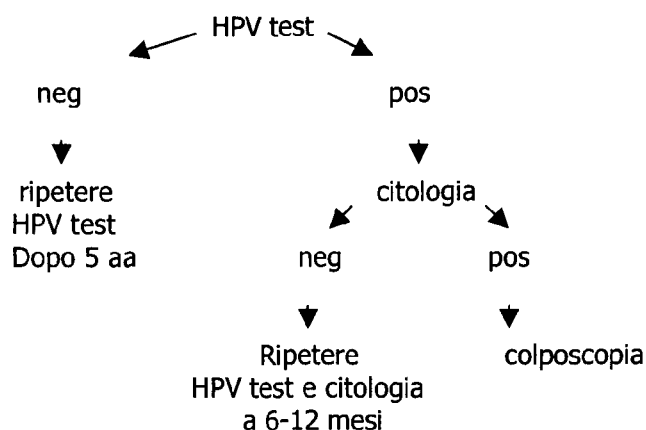 HPV test
neg
pos
ripetere
HPV test
Dopo 5 aa
citologia
neg
pos
Ripetere
HPV test e citologia
a 6-12 mesi
colposcopia